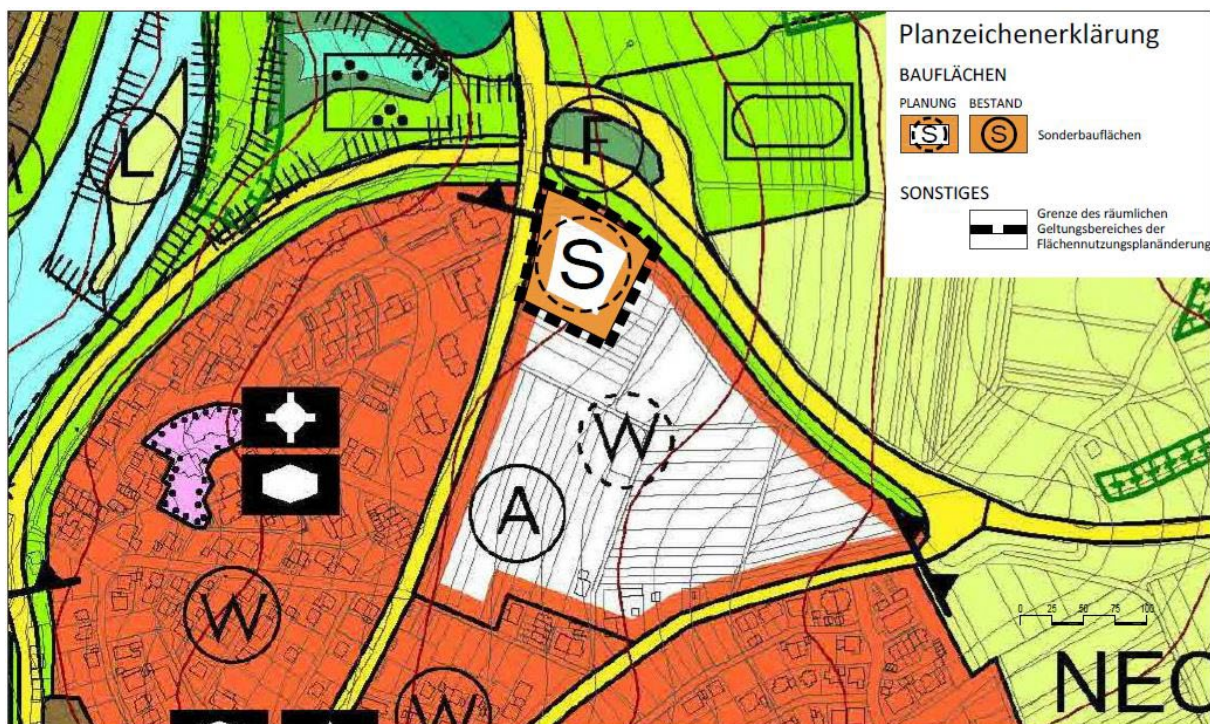 Planzeichenerklärung
BAUFLÄCHEN
PLANUNG BESTAND
S S Sonderbauflächen
SONSTIGES
Grenze des räumlichen
Geltungsbereiches der
Flächennutzungsplanänderung
L
F
S
W
A
W
W
0 25 50 75 100
NEC